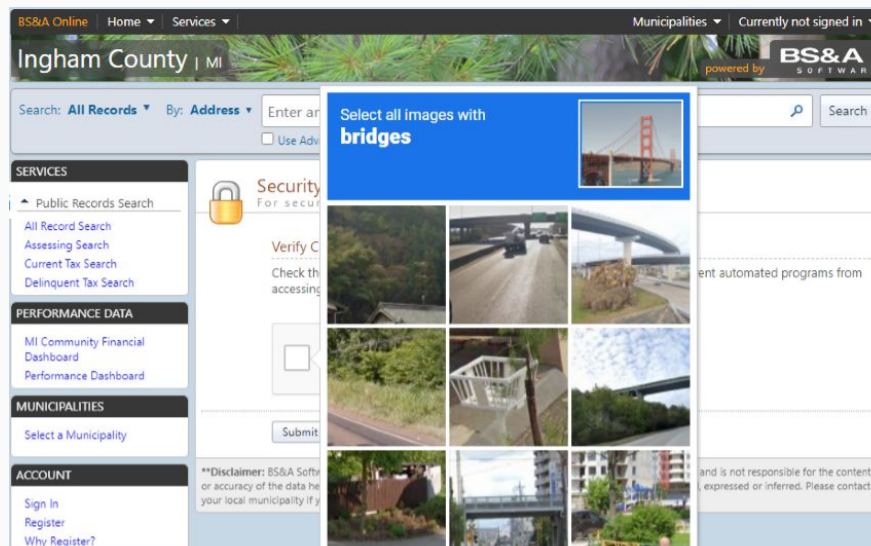 BS&A Online Home Services Municipalities Currently not signed in
Ingham County | MI
powered by BS&A
SOFTWAR
Search: All Records By: Address Enter ar Search
Use Adv
Select all images with
bridges
SERVICES
Public Records Search
All Record Search
Assessing Search
Current Tax Search
Delinquent Tax Search
PERFORMANCE DATA
MI Community Financial
Dashboard
Performance Dashboard
MUNICIPALITIES
Select a Municipality
ACCOUNT
Sign In
Register
Why Register?
Security
For secur
Verify C
Check th ent automated programs from
accessing
Submit
**Disclaimer: BS&A Softw and is not responsible for the content
or accuracy of the data he , expressed or inferred. Please contact
your local municipality if y